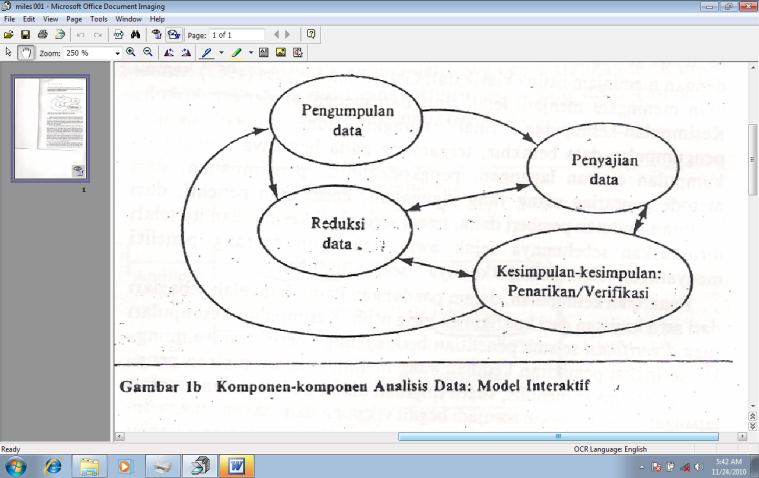 miles 001 - Microsoft Office Document Imaging
File Edit View Page Tools Window Help
Page: 1 of 1
Zoom: 250 %
1
Pengumpulan
data
Penyajian
data
Reduksi
data
Kesimpulan-kesimpulan:
Penarikan/Verifikasi
Gambar 1b Komponen-komponen Analisis Data: Model Interaktif
Ready
OCR Language: English
5:42 AM
11/24/2010